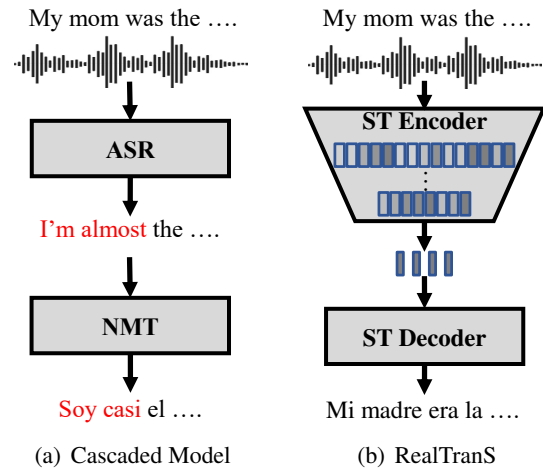 My mom was the ….
ASR
I'm almost the ….
NMT
Soy casi el ….
(a) Cascaded Model
My mom was the ….
ST Encoder
ST Decoder
Mi madre era la ….
(b) RealTranS